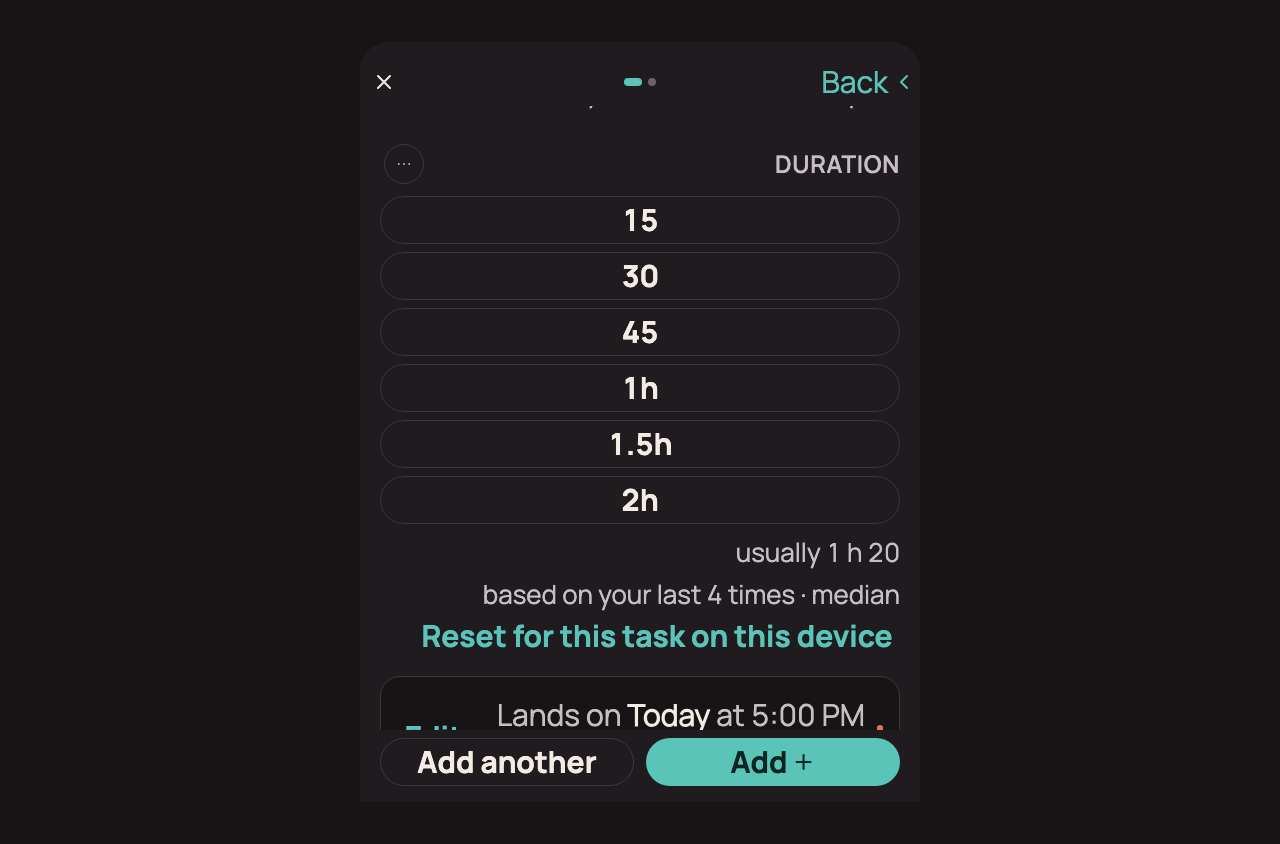 Back
DURATION
15
30
45
1h
1.5h
2h
usually 1 h 20
based on your last 4 times · median
Reset for this task on this device
Lands on Today at 5:00 PM
Add another
Add +